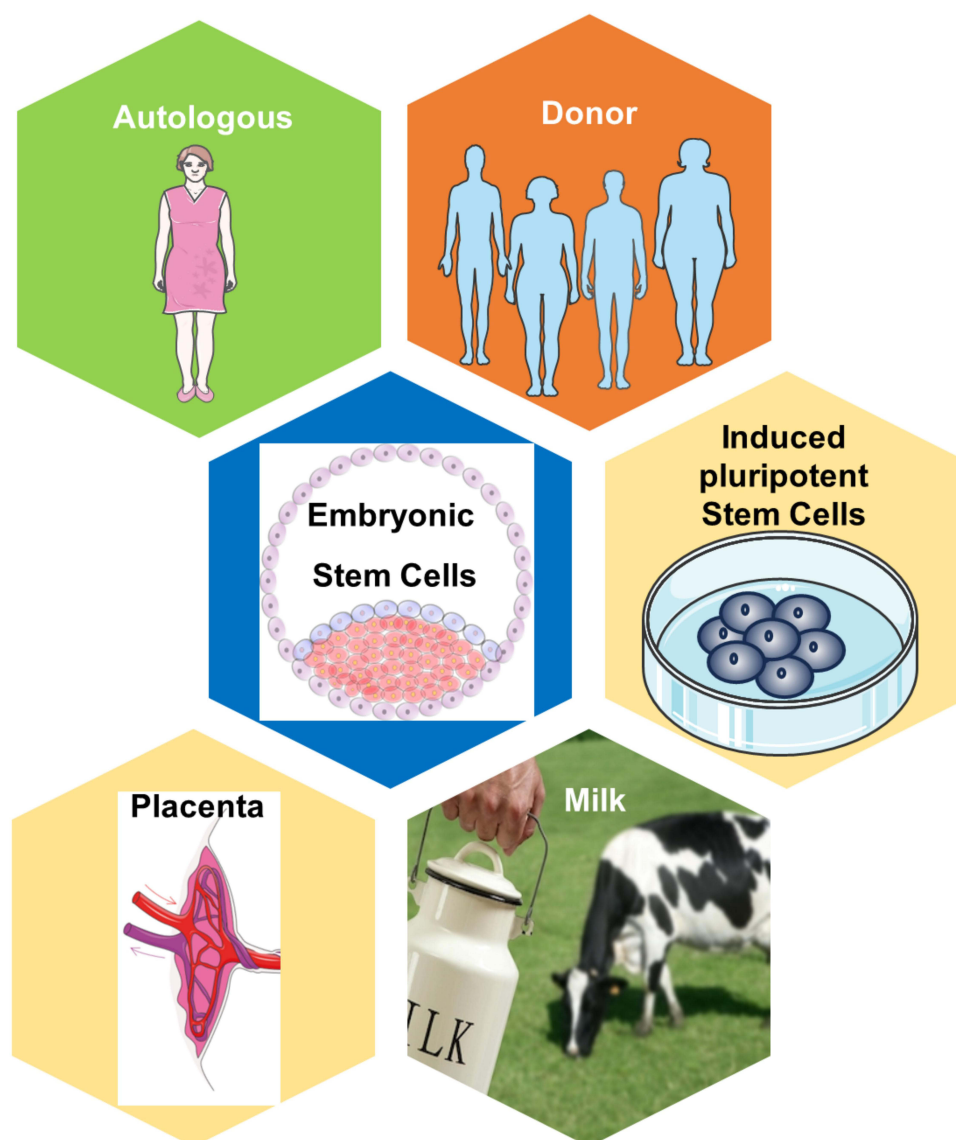 Autologous
Donor
Embryonic
Stem Cells
Induced
pluripotent
Stem Cells
Placenta
Milk
ILK